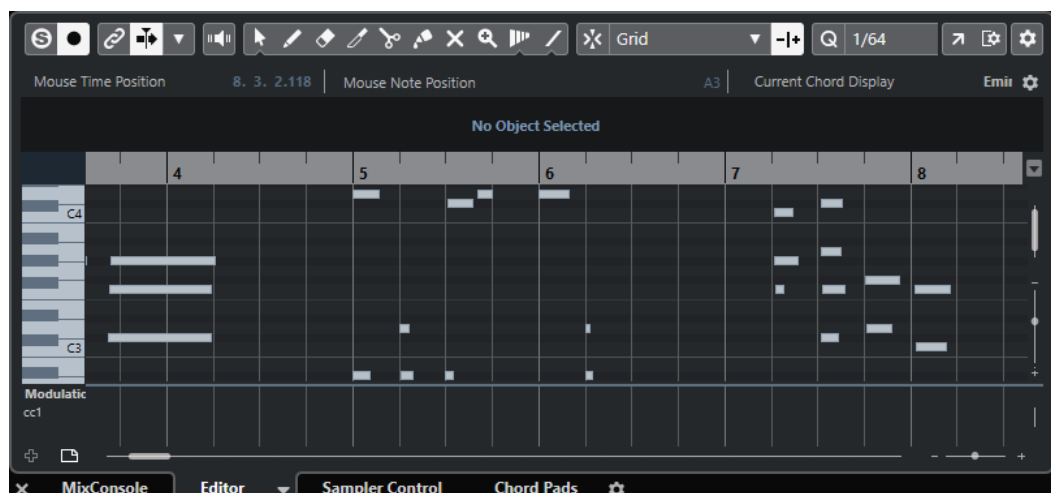 S Grid Q 1/64
Mouse Time Position 8. 3. 2.118 Mouse Note Position A3 Current Chord Display
No Object Selected
4 5 6 7 8
C4
C3
Modulatic
cc1
MixConsole Editor Sampler Control Chord Pads